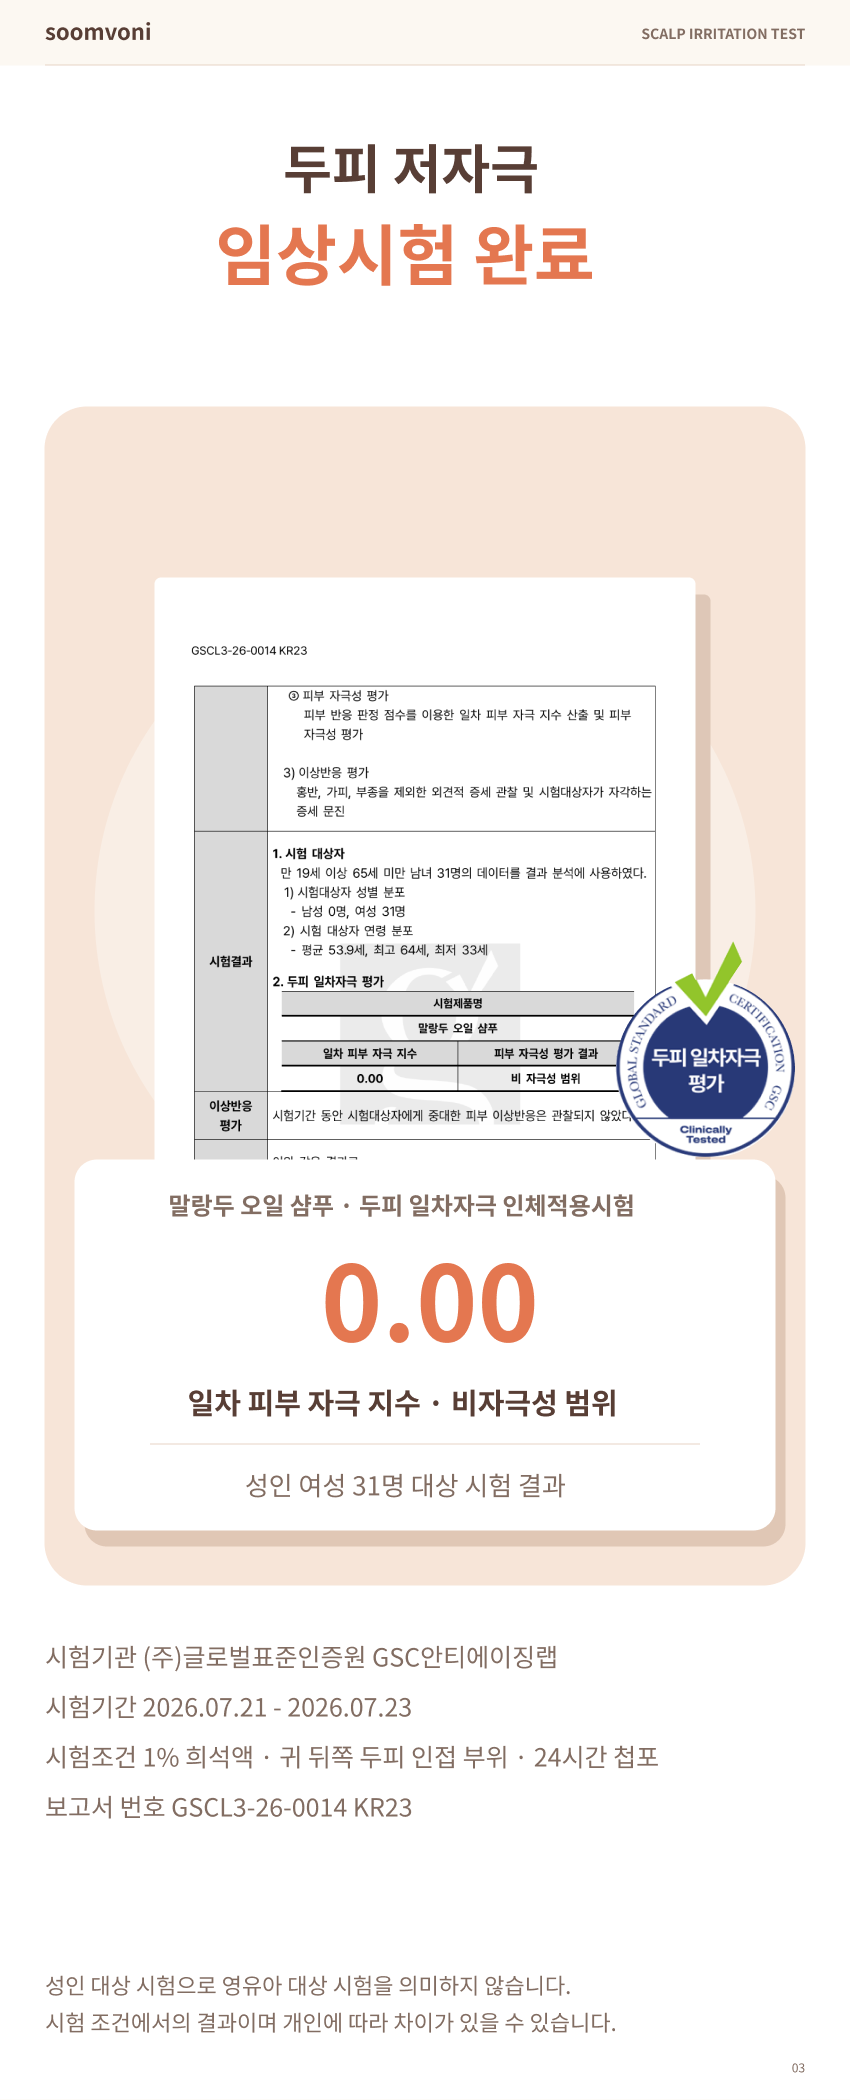 soomvoni
SCALP IRRITATION TEST
두피 저자극
임상시험 완료
GSCL3-26-0014 KR23
③ 피부 자극성 평가
피부 반응 판정 점수를 이용한 일차 피부 자극 지수 산출 및 피부
자극성 평가
3) 이상반응 평가
홍반, 가피, 부종을 제외한 외견적 증세 관찰 및 시험대상자가 자각하는
증세 문진
시험결과
1. 시험 대상자
만 19세 이상 65세 미만 남녀 31명의 데이터를 결과 분석에 사용하였다.
1) 시험대상자 성별 분포
- 남성 0명, 여성 31명
2) 시험 대상자 연령 분포
- 평균 53.9세, 최고 64세, 최저 33세
2. 두피 일차자극 평가
시험제품명
말랑두 오일 샴푸
일차 피부 자극 지수
피부 자극성 평가 결과
0.00
비 자극성 범위
이상반응
평가
시험기간 동안 시험대상자에게 중대한 피부 이상반응은 관찰되지 않았다
GLOBAL STANDARD CERTIFICATION GSC
두피 일차자극
평가
Clinically
Tested
말랑두 오일 샴푸 · 두피 일차자극 인체적용시험
0.00
일차 피부 자극 지수 · 비자극성 범위
성인 여성 31명 대상 시험 결과
시험기관 (주)글로벌표준인증원 GSC안티에이징랩
시험기간 2026.07.21 - 2026.07.23
시험조건 1% 희석액 · 귀 뒤쪽 두피 인접 부위 · 24시간 첩포
보고서 번호 GSCL3-26-0014 KR23
성인 대상 시험으로 영유아 대상 시험을 의미하지 않습니다.
시험 조건에서의 결과이며 개인에 따라 차이가 있을 수 있습니다.
03